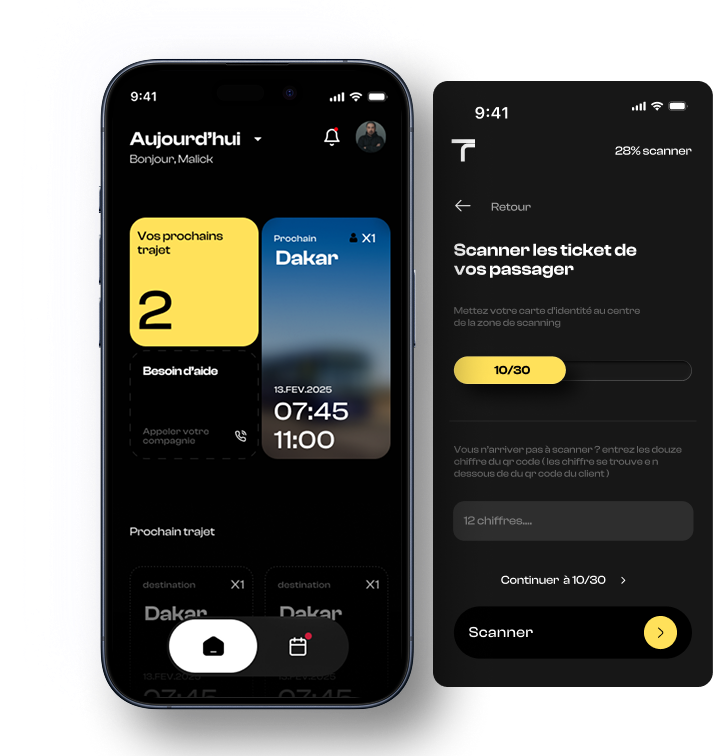 9:41
Aujourd'hui
Bonjour, Malick
Vos prochains
trajet
2
Prochain
X1
Dakar
13.FEV.2025
07:45
11:00
Besoin d'aide
Appeler votre
compagnie
Prochain trajet
destination
X1
Dakar
13.FEV.2025
07:45
destination
X1
Dakar
13.FEV.2025
07:45
9:41
28% scanner
Retour
Scanner les ticket de
vos passager
Mettez votre carte d'identité au centre
de la zone de scanning
10/30
Vous n'arriver pas à scanner ? entrez les douze
chiffre du qr code ( les chiffre se trouve e n
dessous de du qr code du client )
12 chiffres....
Continuer à 10/30
Scanner